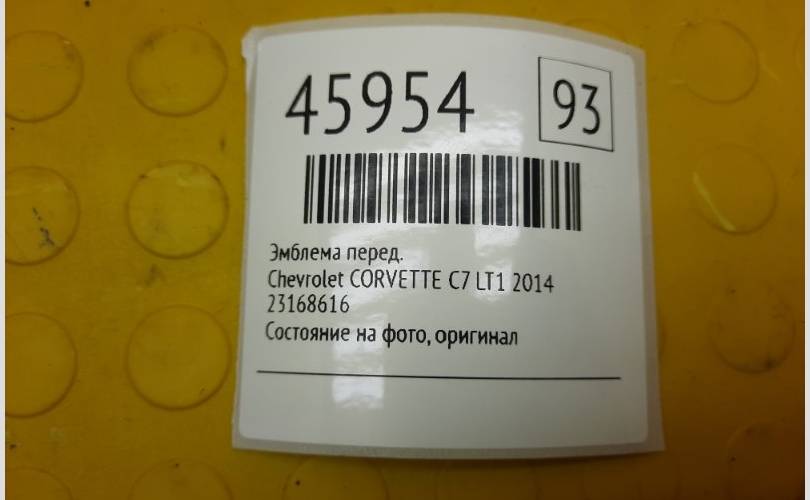 45954 93
Эмблема перед.
Chevrolet CORVETTE C7 LT1 2014
23168616
Состояние на фото, оригинал